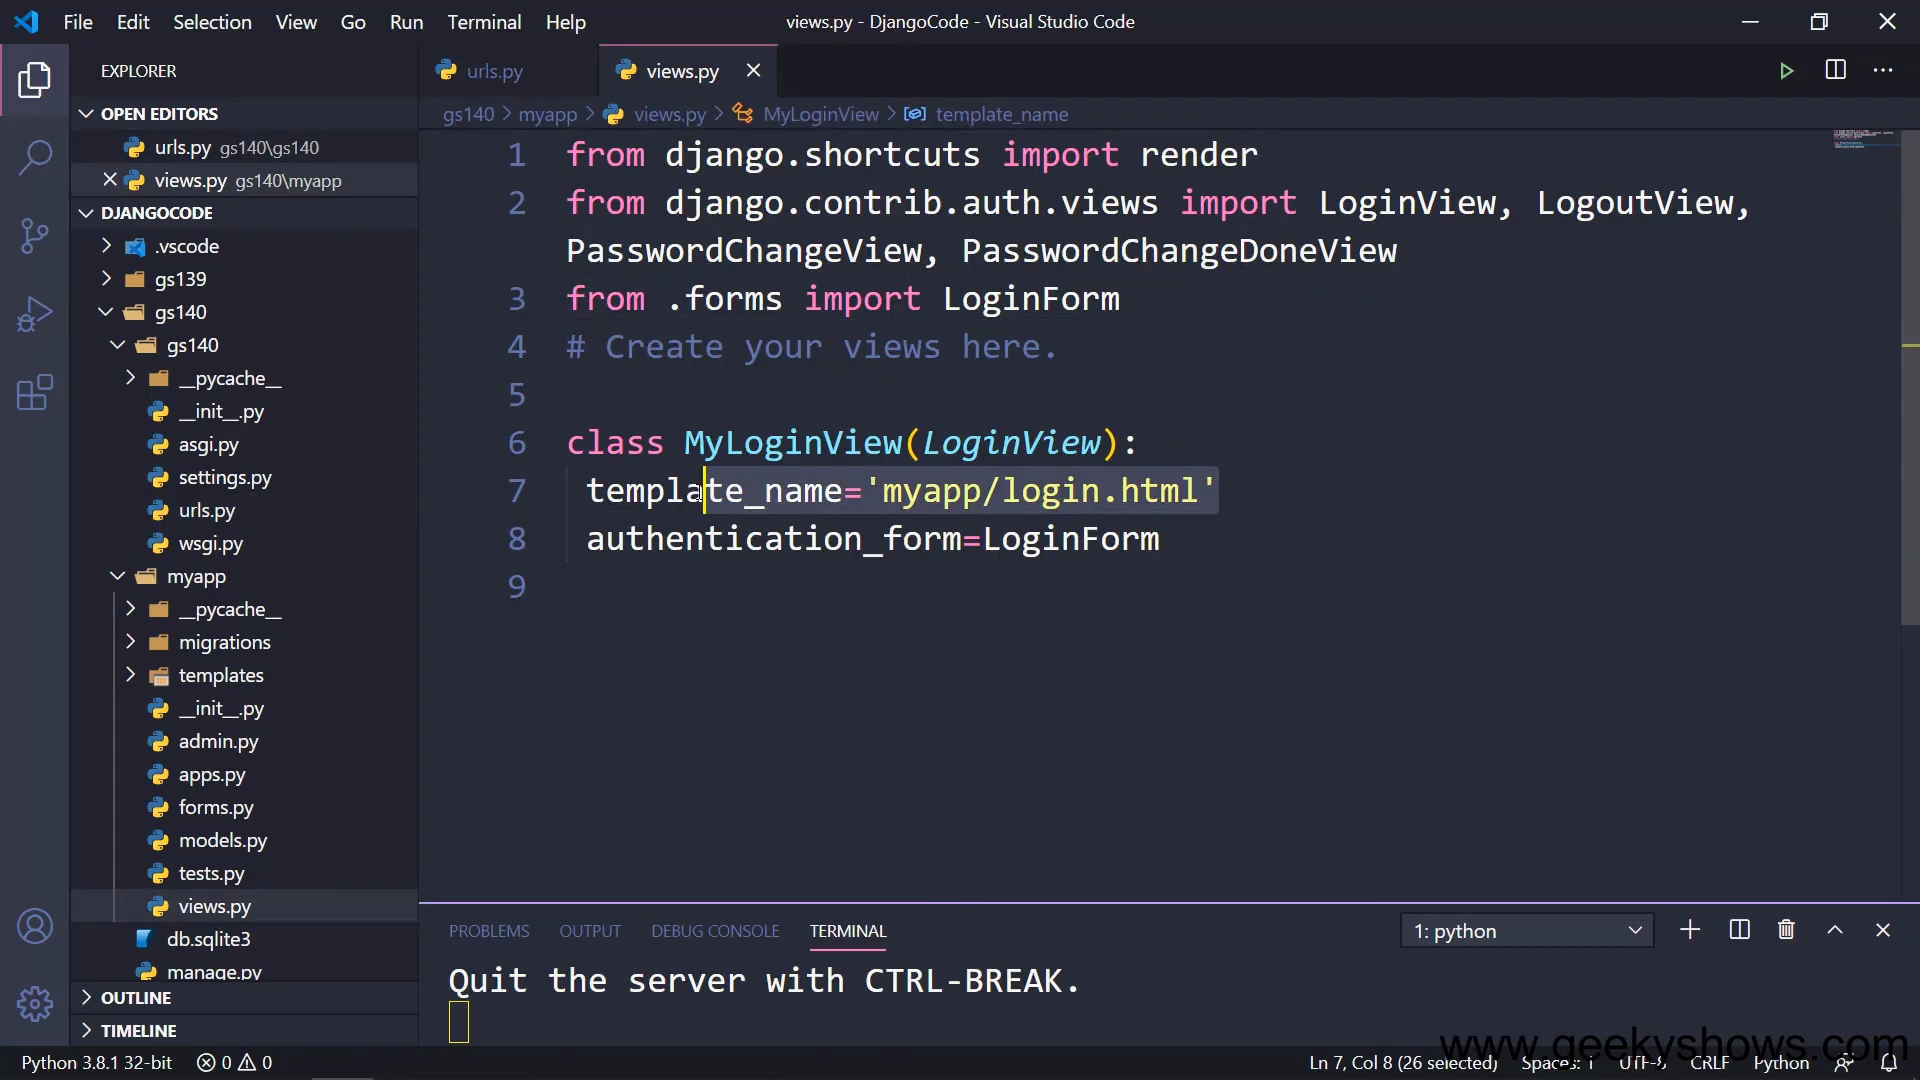 File Edit Selection View Go Run Terminal Help
views.py - DjangoCode - Visual Studio Code
EXPLORER
OPEN EDITORS
urls.py gs140\gs140
views.py gs140\myapp
DJANGOCODE
.vscode
gs139
gs140
gs140
__pycache__
__init__.py
asgi.py
settings.py
urls.py
wsgi.py
myapp
__pycache__
migrations
templates
__init__.py
admin.py
apps.py
forms.py
models.py
tests.py
views.py
db.sqlite3
manage.py
OUTLINE
TIMELINE
urls.py
views.py
gs140 > myapp > views.py > MyLoginView > template_name
1 from django.shortcuts import render
2 from django.contrib.auth.views import LoginView, LogoutView,
PasswordChangeView, PasswordChangeDoneView
3 from .forms import LoginForm
4 # Create your views here.
5
6 class MyLoginView(LoginView):
7 template_name='myapp/login.html'
8 authentication_form=LoginForm
9
PROBLEMS OUTPUT DEBUG CONSOLE TERMINAL
1: python
Quit the server with CTRL-BREAK.
www.geekyshows.com
Python 3.8.1 32-bit 0 0
Ln 7, Col 8 (26 selected) Spaces: 1 UTF-8 CRLF Python